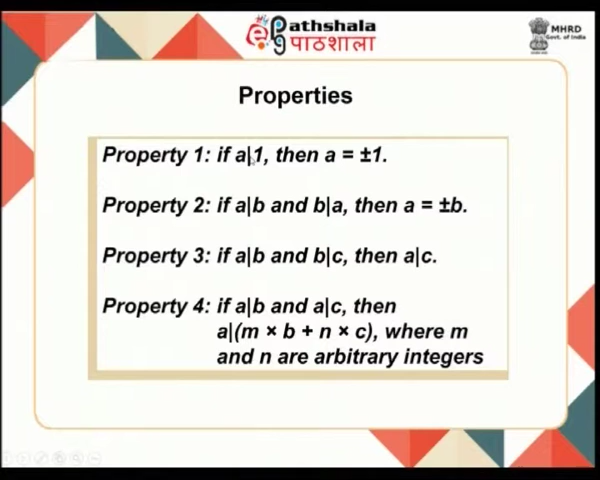 ePathshala
पाठशाला
MHRD
Govt. of India
Properties
Property 1: if a|1, then a = ±1.
Property 2: if a|b and b|a, then a = ±b.
Property 3: if a|b and b|c, then a|c.
Property 4: if a|b and a|c, then
a|(m × b + n × c), where m
and n are arbitrary integers